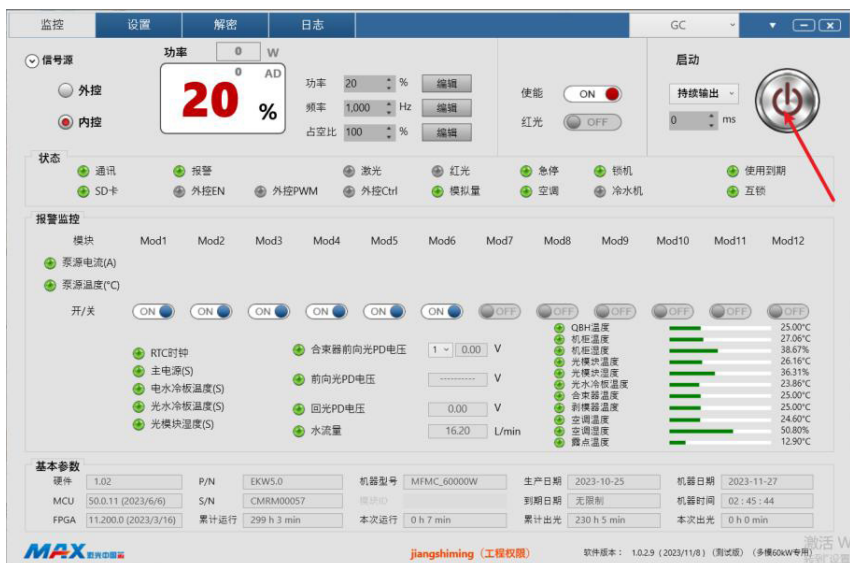 监控 设置 解密 日志 GC
信号源 功率 0 W 启动
0 AD
20 %
外控
内控
功率 20 % 编辑
频率 1,000 Hz 编辑
占空比 100 % 编辑
使能 ON
红光 OFF
持续输出
0 ms
状态
通讯 报警 激光 红光 急停 锁机 使用到期
SD卡 外控EN 外控PWM 外控Ctrl 模拟量 空调 冷水机 互锁
报警监控
模块 Mod1 Mod2 Mod3 Mod4 Mod5 Mod6 Mod7 Mod8 Mod9 Mod10 Mod11 Mod12
泵源电流(A)
泵源温度(°C)
开/关 ON ON ON ON ON ON OFF OFF OFF OFF OFF OFF
RTC时钟
主电源(S)
电水冷板温度(S)
光水冷板温度(S)
光模块湿度(S)
合束器前向光PD电压 1 0.00 V
前向光PD电压 ---------- V
回光PD电压 0.00 V
水流量 16.20 L/min
QBH温度 25.00°C
机柜温度 27.06°C
机柜湿度 38.67%
光模块温度 26.16°C
光模块湿度 36.31%
光水冷板温度 23.86°C
合束器温度 25.00°C
剥模器温度 25.00°C
空调温度 24.60°C
空调湿度 50.80%
露点温度 12.90°C
基本参数
硬件 1.02 P/N EKW5.0 机器型号 MFMC_60000W 生产日期 2023-10-25 机器日期 2023-11-27
MCU 50.0.11 (2023/6/6) S/N CMRM00057 模块ID 到期日期 无限制 机器时间 02:45:44
FPGA 11.200.0 (2023/3/16) 累计运行 299 h 3 min 本次运行 0 h 7 min 累计出光 230 h 5 min 本次出光 0 h 0 min
MAX 激光中国芯 jiangshiming（工程权限） 软件版本： 1.0.2.9（2023/11/8）（测试版）（多模60kW专用）
激活 W